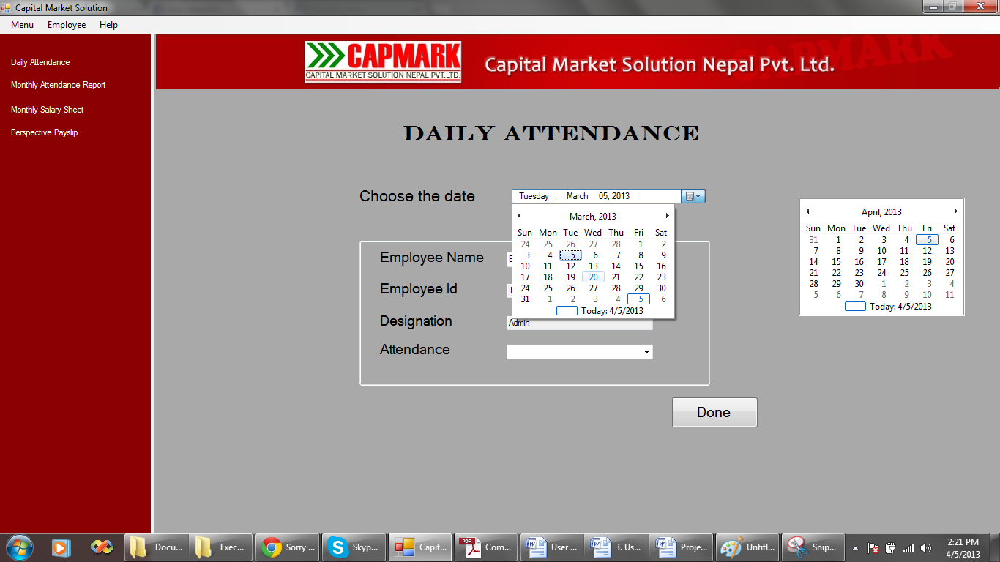 Capital Market Solution
Menu Employee Help
Daily Attendance
Monthly Attendance Report
Monthly Salary Sheet
Perspective Payslip
CAPMARK
CAPITAL MARKET SOLUTION NEPAL PVT.LTD.
Capital Market Solution Nepal Pvt. Ltd.
CAPMARK
DAILY ATTENDANCE
Choose the date
Tuesday , March 05, 2013
March, 2013
Sun Mon Tue Wed Thu Fri Sat
24 25 26 27 28 1 2
3 4 5 6 7 8 9
10 11 12 13 14 15 16
17 18 19 20 21 22 23
24 25 26 27 28 29 30
31 1 2 3 4 5 6
Today: 4/5/2013
April, 2013
Sun Mon Tue Wed Thu Fri Sat
31 1 2 3 4 5 6
7 8 9 10 11 12 13
14 15 16 17 18 19 20
21 22 23 24 25 26 27
28 29 30 1 2 3 4
5 6 7 8 9 10 11
Today: 4/5/2013
Employee Name
Employee Id
Designation
Admin
Attendance
Done
Docu...
Exec...
Sorry ...
Skyp...
Capit...
PDF
Com...
User ...
3. Us...
Proje...
Untitl...
Snip...
2:21 PM
4/5/2013